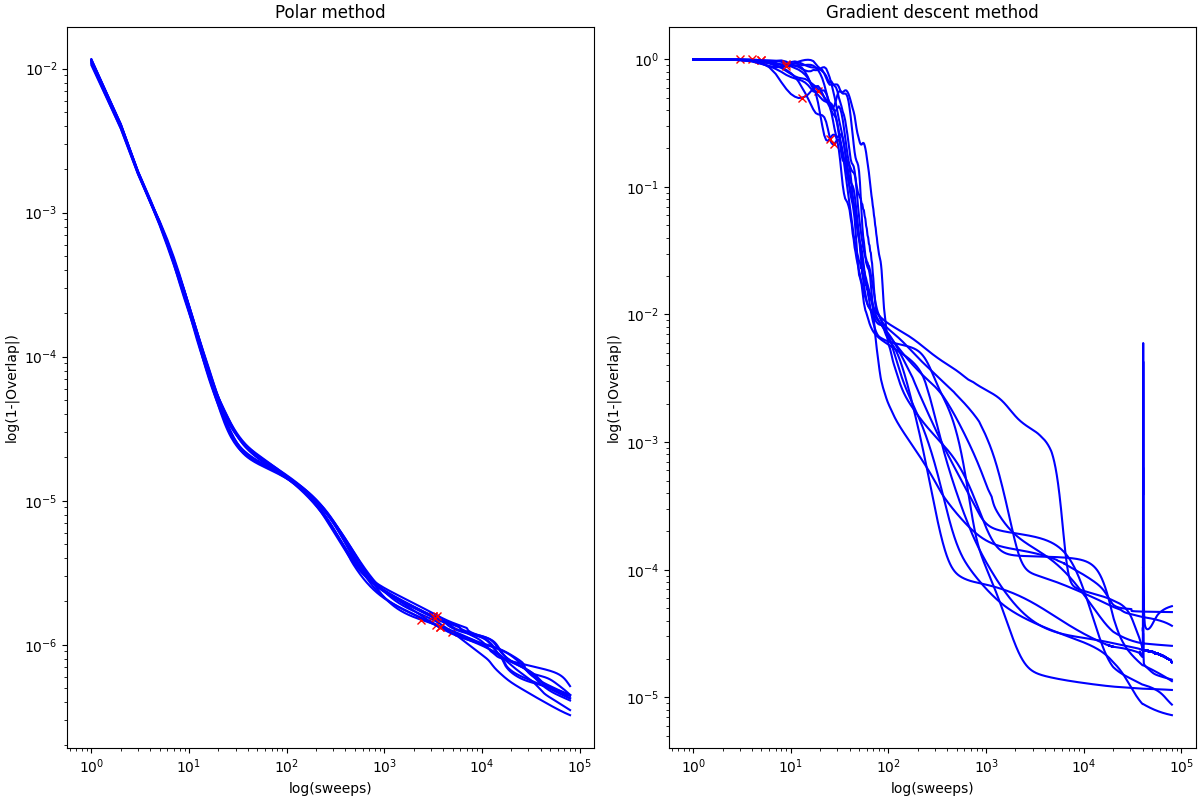 Polar method
log(1-|Overlap|)
10⁻²
10⁻³
10⁻⁴
10⁻⁵
10⁻⁶
10⁰ 10¹ 10² 10³ 10⁴ 10⁵
log(sweeps)
Gradient descent method
log(1-|Overlap|)
10⁰
10⁻¹
10⁻²
10⁻³
10⁻⁴
10⁻⁵
10⁰ 10¹ 10² 10³ 10⁴ 10⁵
log(sweeps)